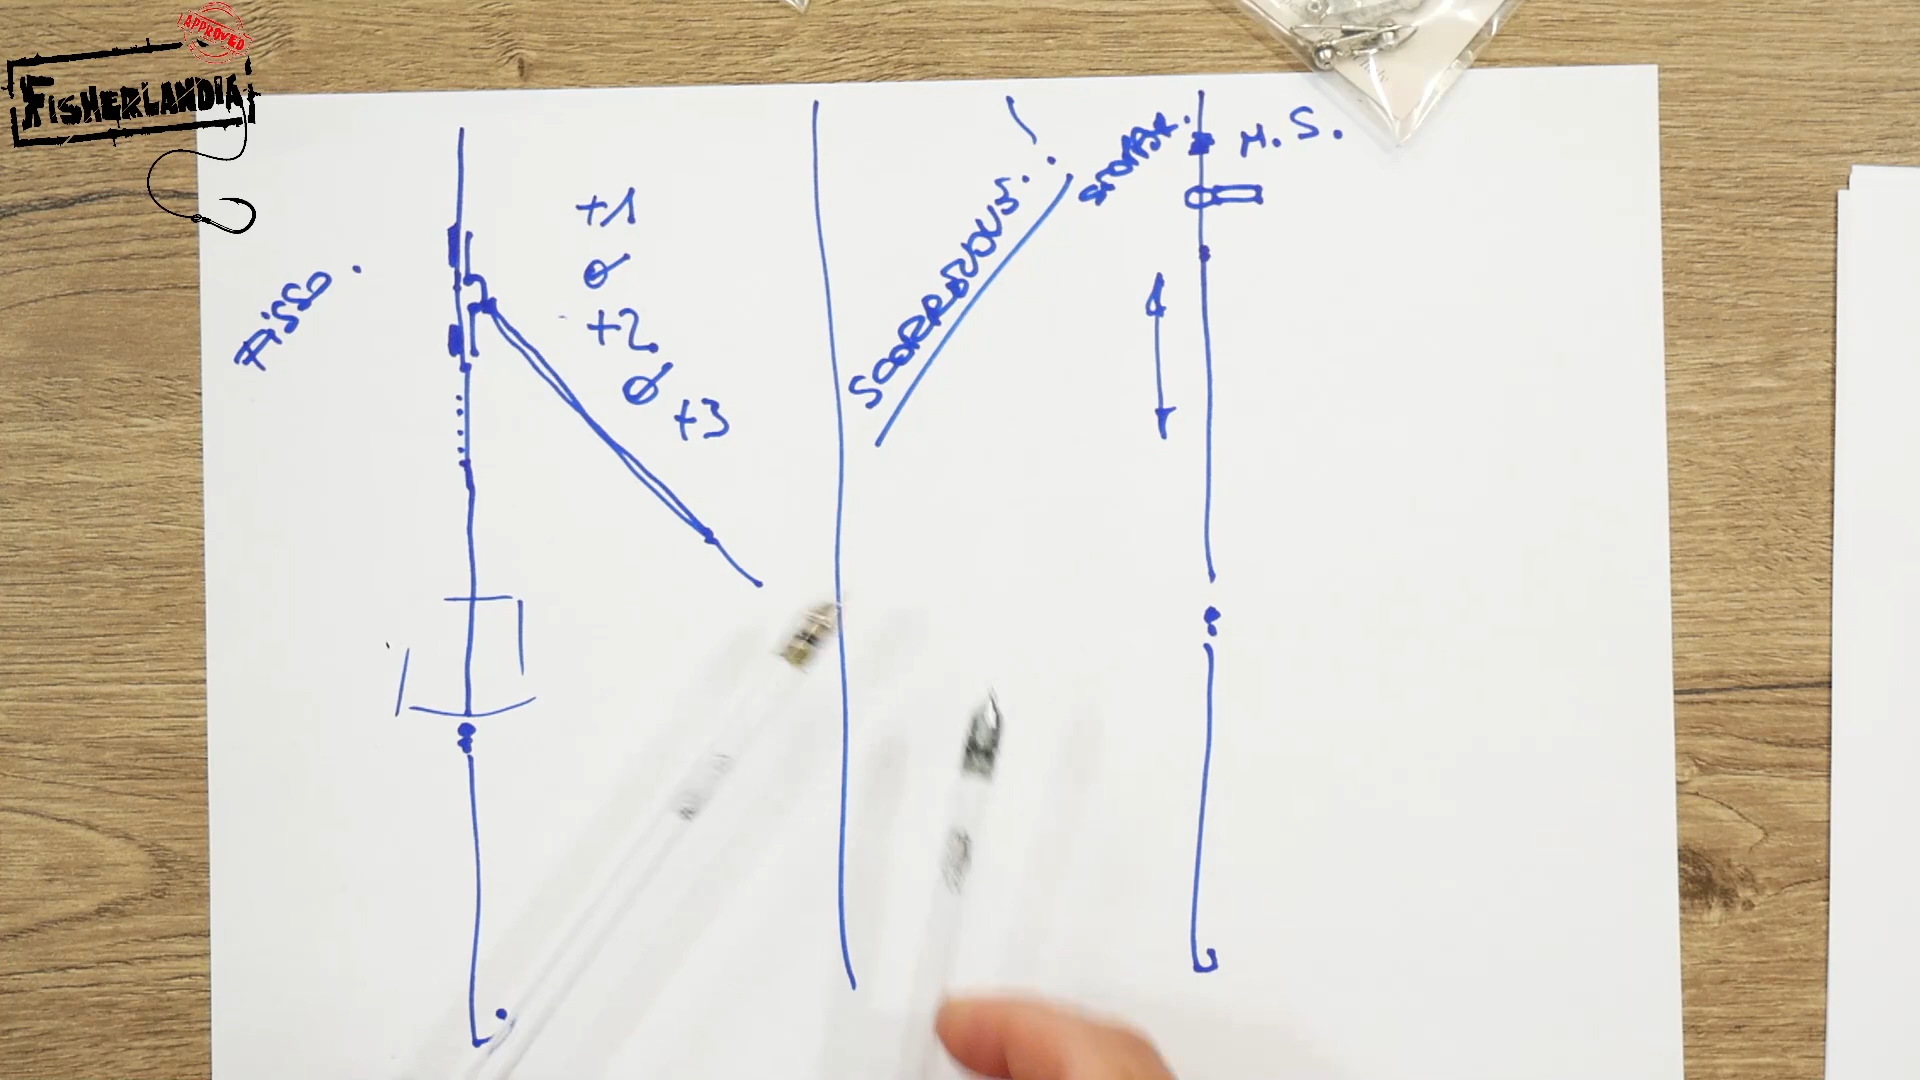 APPROVED
FISHERLANDIA
Fisso.
+1
ø
+2
ø
+3
SCORREVOLE.
M.S.